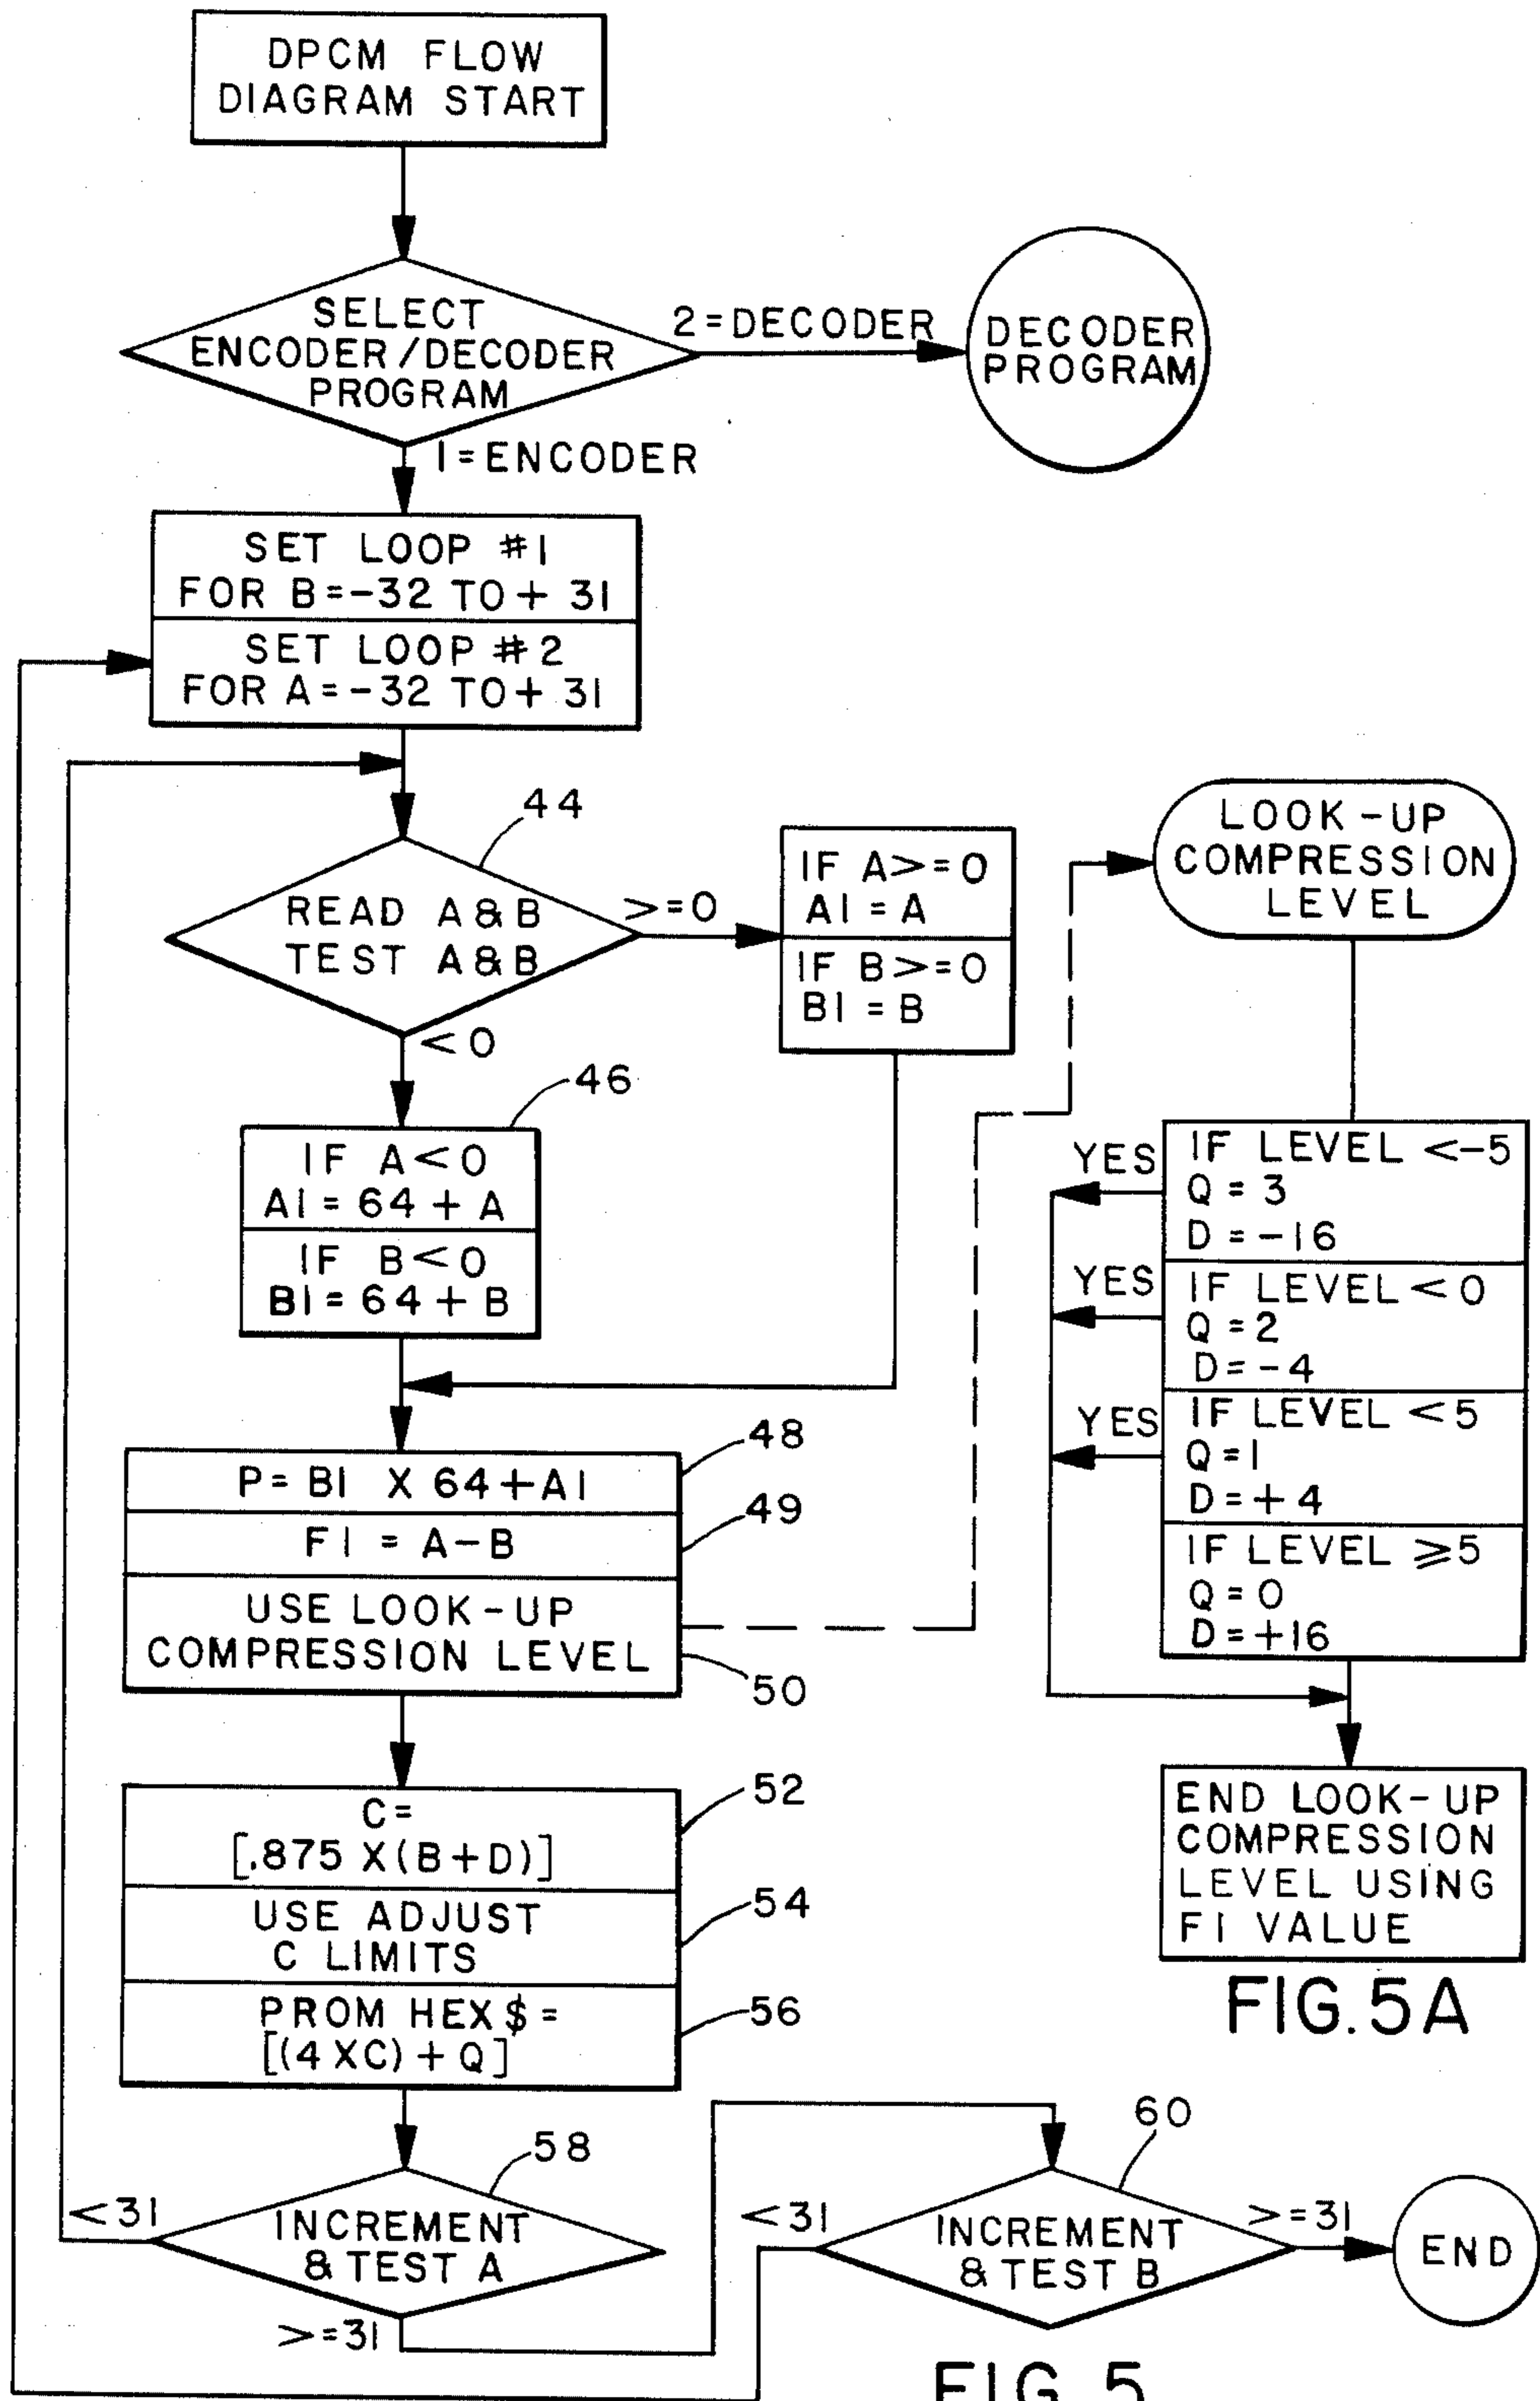 DPCM FLOW
DIAGRAM START
SELECT
ENCODER/DECODER
PROGRAM
2=DECODER
DECODER
PROGRAM
1=ENCODER
SET LOOP #1
FOR B=-32 TO + 31
SET LOOP #2
FOR A=-32 TO + 31
44
READ A&B
TEST A&B
>=0
<0
IF A>=0
A1 = A
IF B>=0
B1 = B
46
IF A<0
A1 = 64 + A
IF B<0
B1 = 64 + B
48
P= B1 X 64+A1
49
F1 = A-B
USE LOOK-UP
COMPRESSION LEVEL
50
52
C=
[.875 X(B+D)]
54
USE ADJUST
C LIMITS
56
PROM HEX $=
[(4 XC) + Q]
58
INCREMENT
& TEST A
<31
>=31
60
INCREMENT
& TEST B
<31
>=31
END
FIG. 5
LOOK-UP
COMPRESSION
LEVEL
YES
IF LEVEL <-5
Q = 3
D = -16
YES
IF LEVEL < 0
Q = 2
D = -4
YES
IF LEVEL < 5
Q = 1
D = + 4
IF LEVEL ≥5
Q = 0
D = +16
END LOOK-UP
COMPRESSION
LEVEL USING
F1 VALUE
FIG. 5A